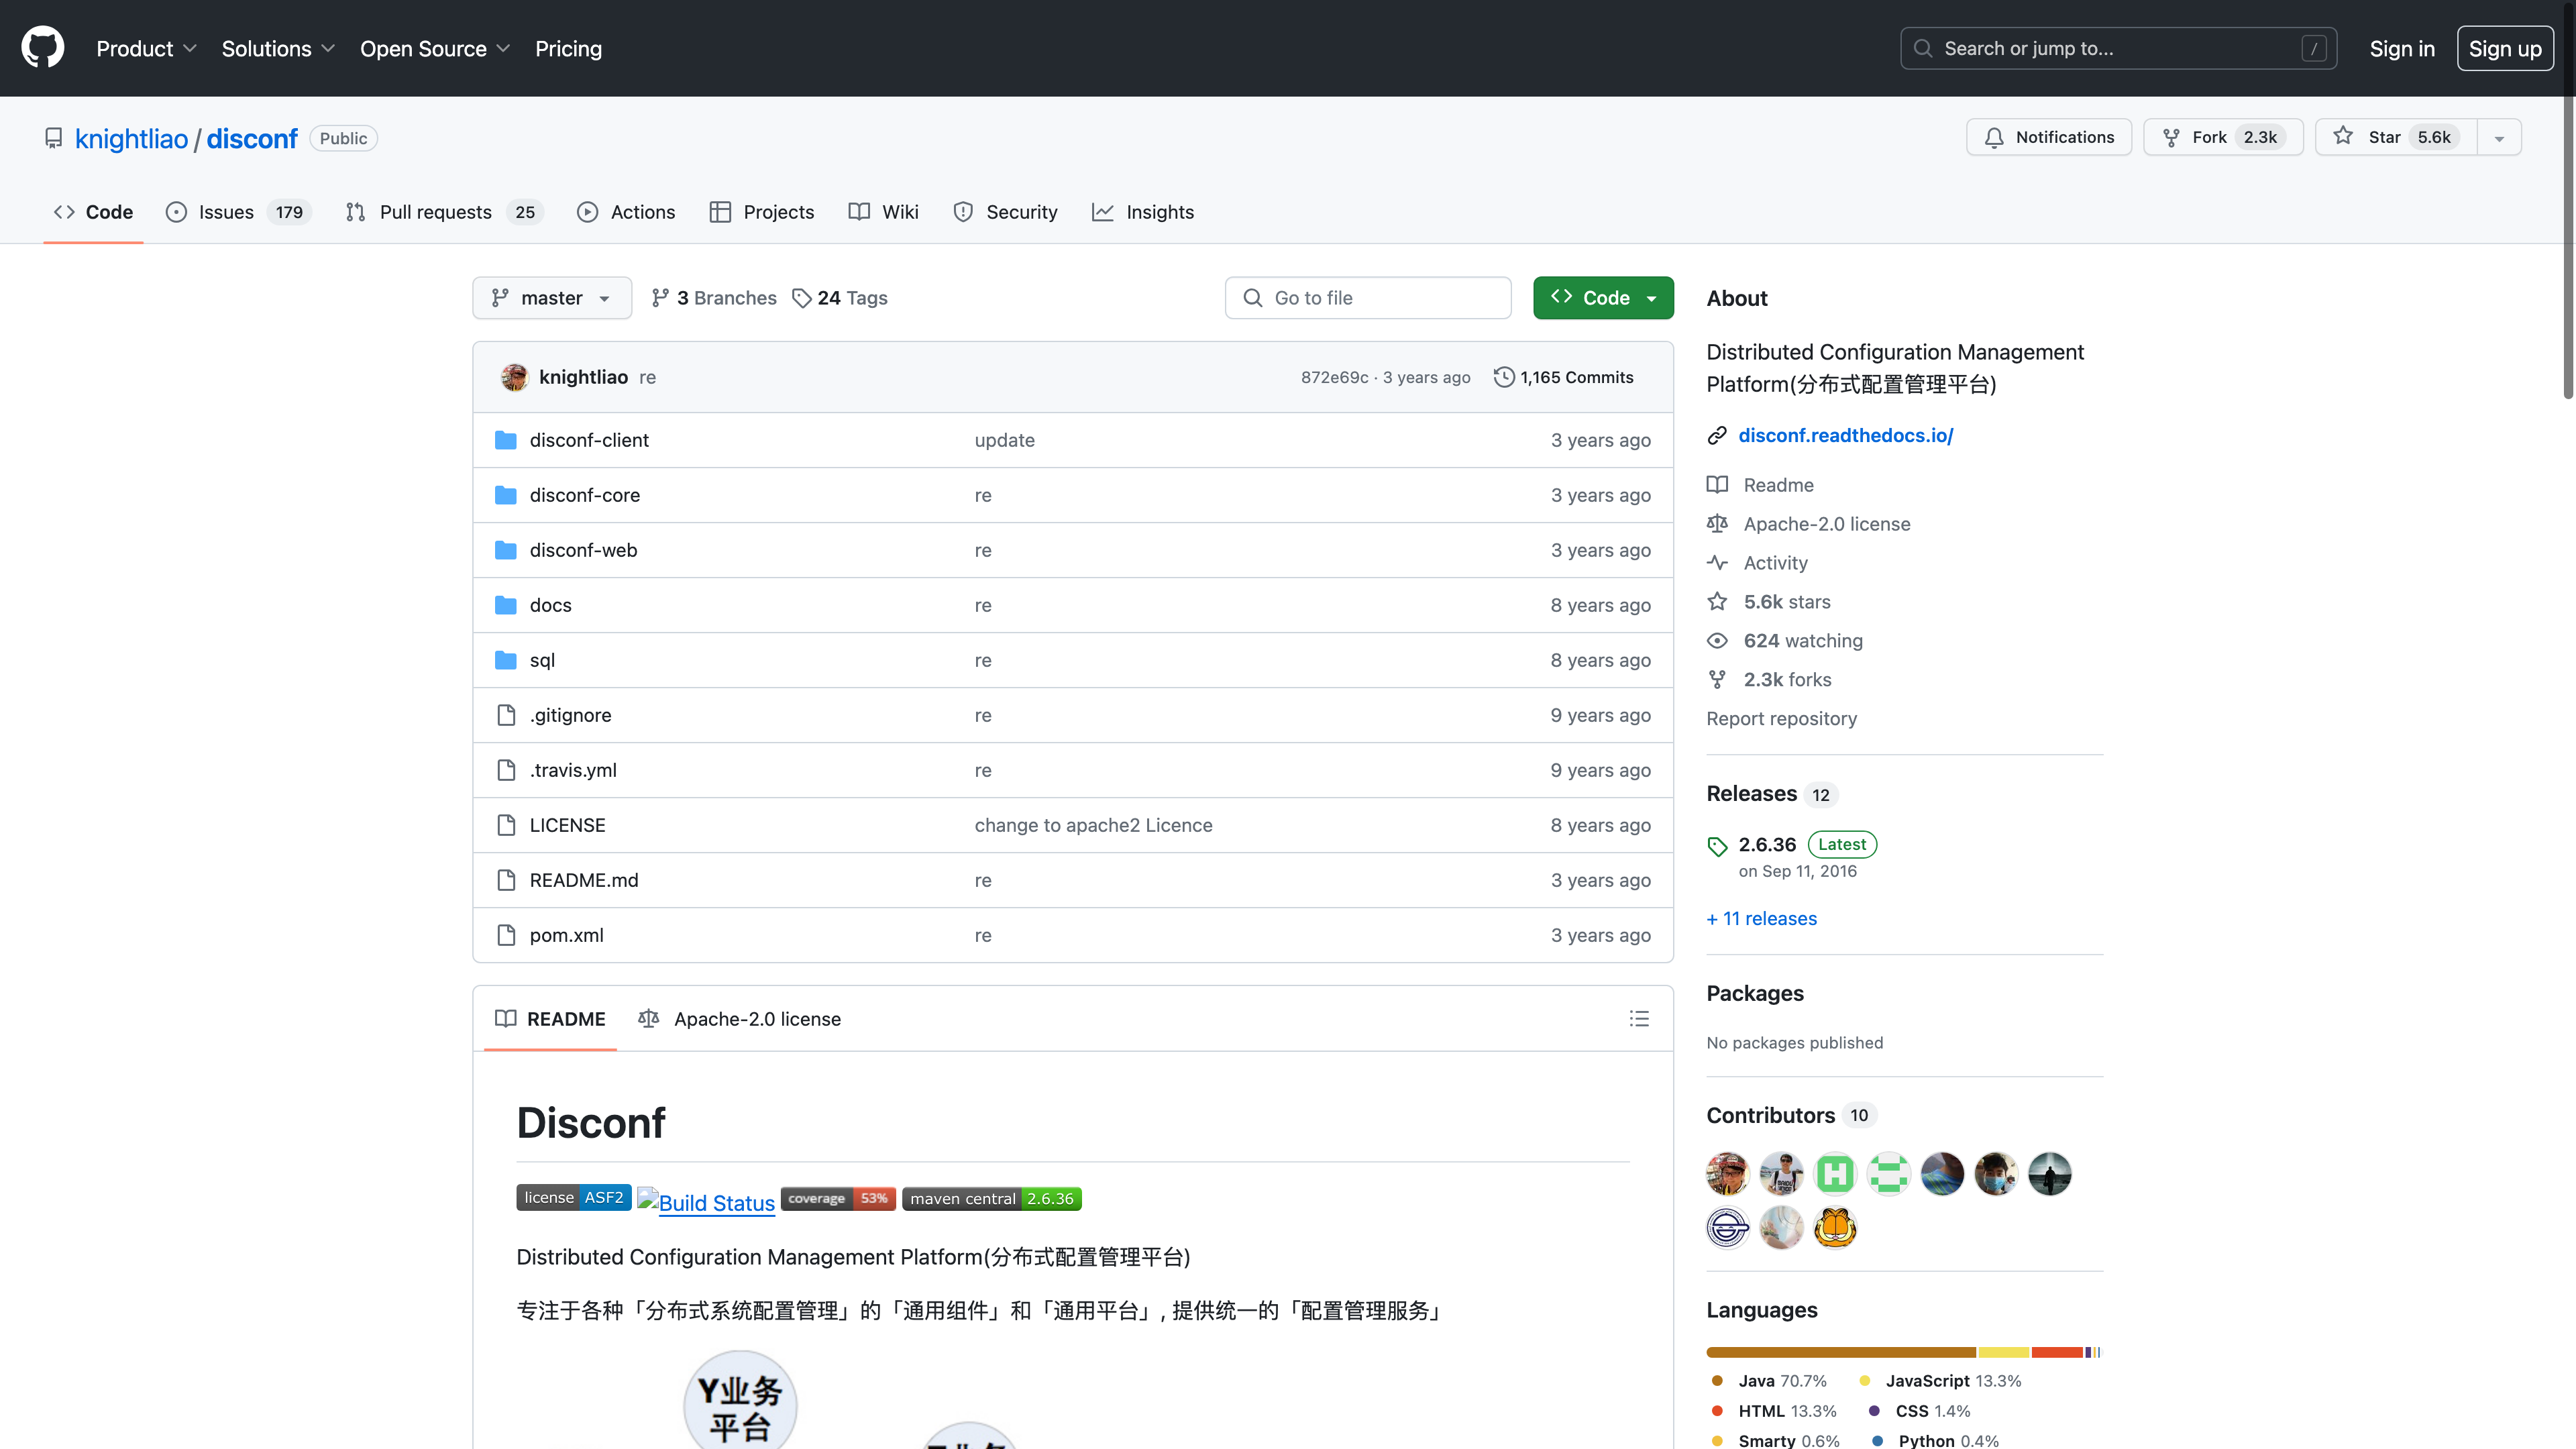 Product Solutions Open Source Pricing Search or jump to... / Sign in Sign up
knightliao / disconf Public Notifications Fork 2.3k Star 5.6k
Code Issues 179 Pull requests 25 Actions Projects Wiki Security Insights
master 3 Branches 24 Tags Go to file Code
knightliao re 872e69c · 3 years ago 1,165 Commits
disconf-client update 3 years ago
disconf-core re 3 years ago
disconf-web re 3 years ago
docs re 8 years ago
sql re 8 years ago
.gitignore re 9 years ago
.travis.yml re 9 years ago
LICENSE change to apache2 Licence 8 years ago
README.md re 3 years ago
pom.xml re 3 years ago
README Apache-2.0 license
Disconf
license ASF2 Build Status coverage 53% maven central 2.6.36
Distributed Configuration Management Platform(分布式配置管理平台)
专注于各种「分布式系统配置管理」的「通用组件」和「通用平台」, 提供统一的「配置管理服务」
Y业务
平台
About
Distributed Configuration Management
Platform(分布式配置管理平台)
disconf.readthedocs.io/
Readme
Apache-2.0 license
Activity
5.6k stars
624 watching
2.3k forks
Report repository
Releases 12
2.6.36 Latest
on Sep 11, 2016
+ 11 releases
Packages
No packages published
Contributors 10
Languages
Java 70.7% JavaScript 13.3%
HTML 13.3% CSS 1.4%
Smarty 0.6% Python 0.4%